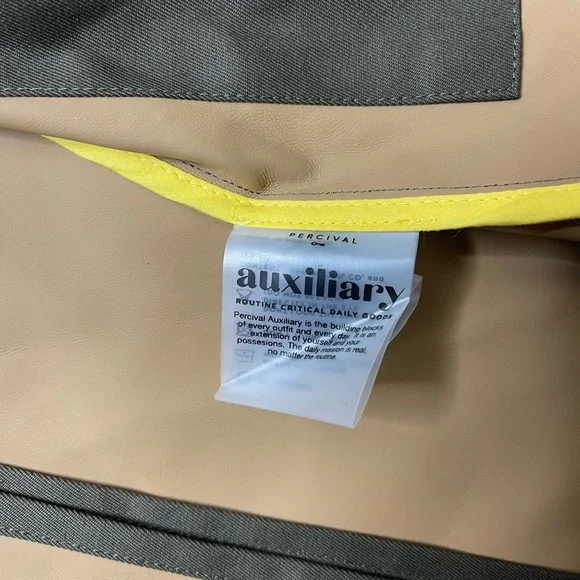 PERCIVAL
auxiliary
ROUTINE CRITICAL DAILY GOODS
Percival Auxiliary is the building blocks
of every outfit and every day. It is an
extension of yourself and your
possesions. The daily mission is real,
no matter the routine.